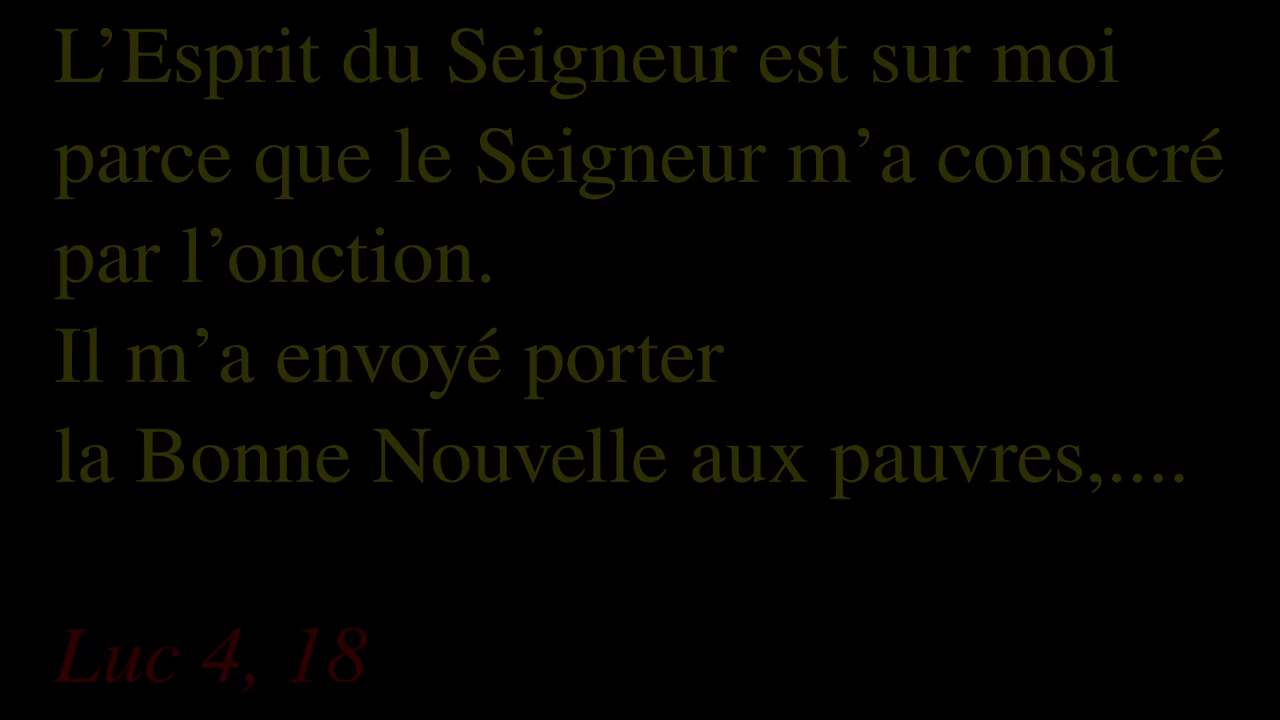 L’Esprit du Seigneur est sur moi
parce que le Seigneur m’a consacré
par l’onction.
Il m’a envoyé porter
la Bonne Nouvelle aux pauvres,....
Luc 4, 18